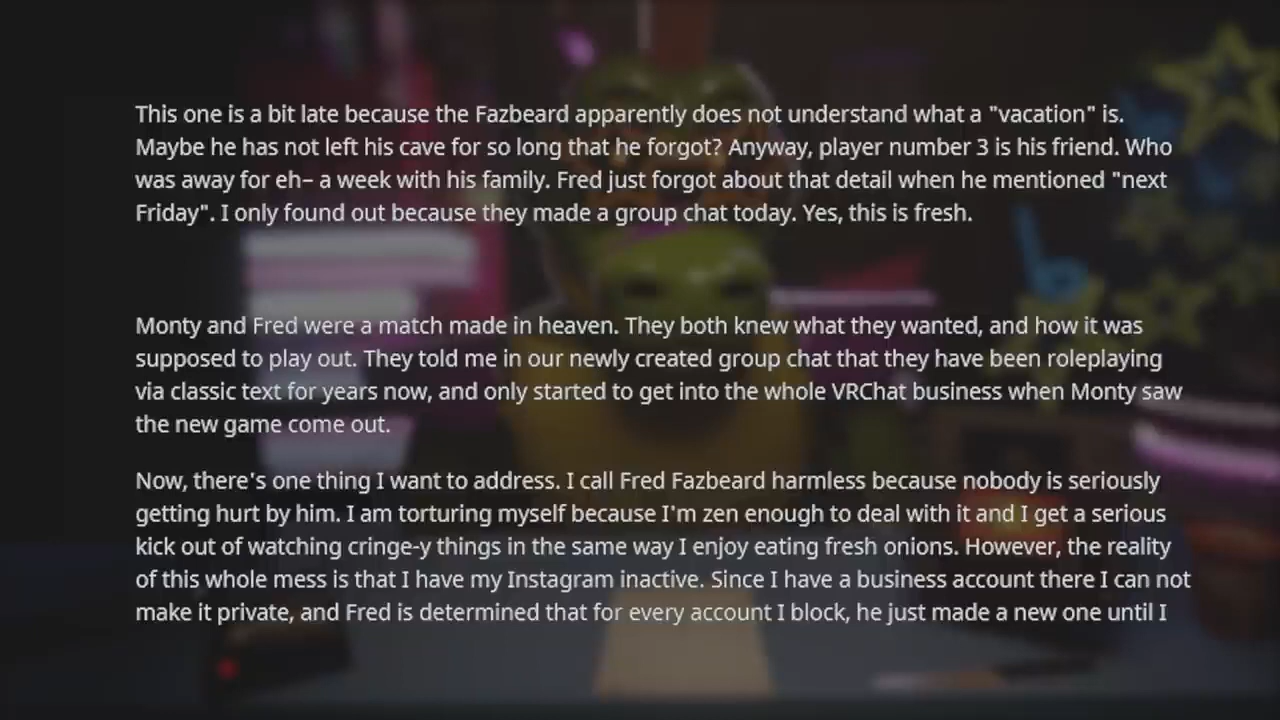 This one is a bit late because the Fazbeard apparently does not understand what a "vacation" is.
Maybe he has not left his cave for so long that he forgot? Anyway, player number 3 is his friend. Who
was away for eh– a week with his family. Fred just forgot about that detail when he mentioned "next
Friday". I only found out because they made a group chat today. Yes, this is fresh.
Monty and Fred were a match made in heaven. They both knew what they wanted, and how it was
supposed to play out. They told me in our newly created group chat that they have been roleplaying
via classic text for years now, and only started to get into the whole VRChat business when Monty saw
the new game come out.
Now, there's one thing I want to address. I call Fred Fazbeard harmless because nobody is seriously
getting hurt by him. I am torturing myself because I'm zen enough to deal with it and I get a serious
kick out of watching cringe-y things in the same way I enjoy eating fresh onions. However, the reality
of this whole mess is that I have my Instagram inactive. Since I have a business account there I can not
make it private, and Fred is determined that for every account I block, he just made a new one until I